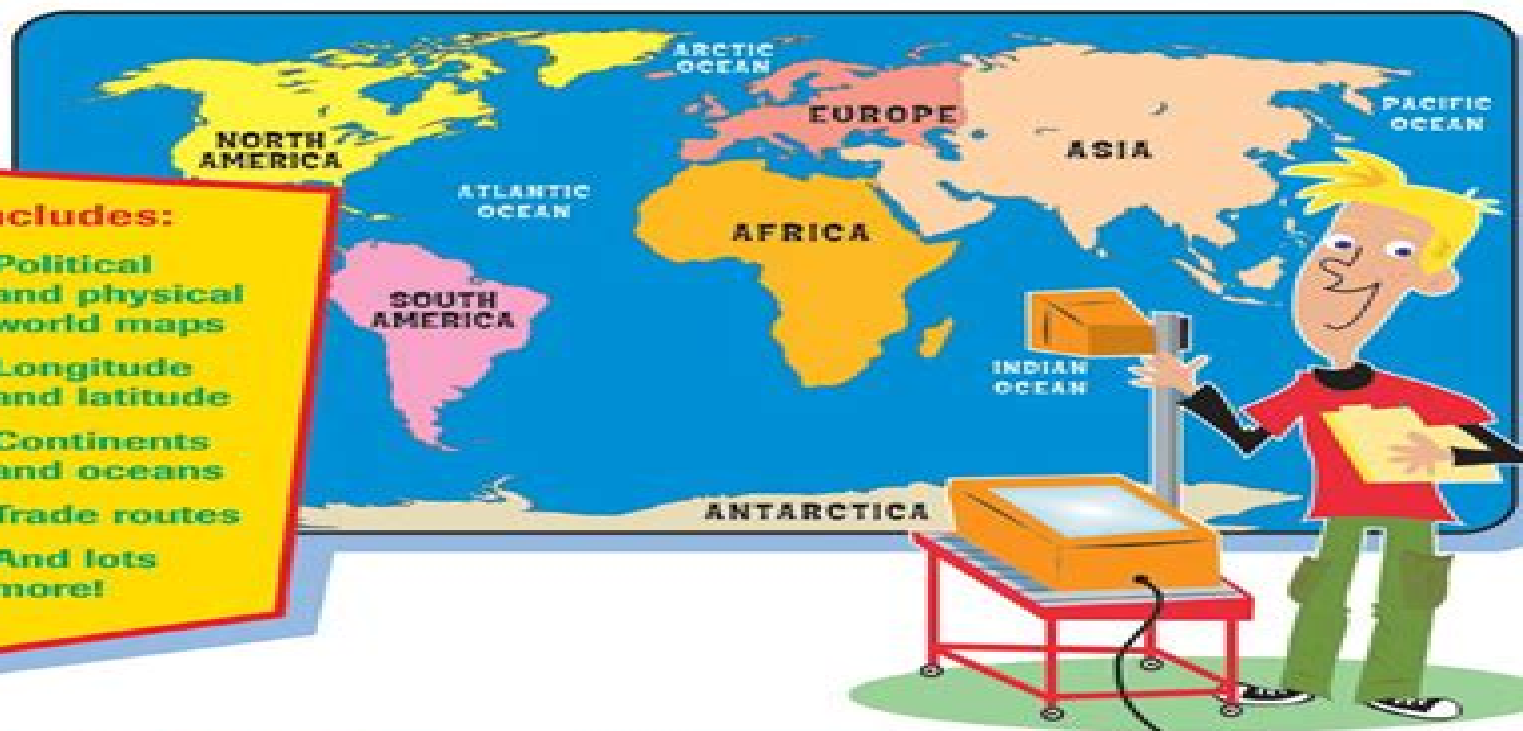 ARCTIC
OCEAN
EUROPE
PACIFIC
OCEAN
NORTH
AMERICA
ASIA
ATLANTIC
OCEAN
AFRICA
SOUTH
AMERICA
INDIAN
OCEAN
ANTARCTICA
cludes:
Political
and physical
world maps
Longitude
and latitude
Continents
and oceans
Trade routes
And lots
more!